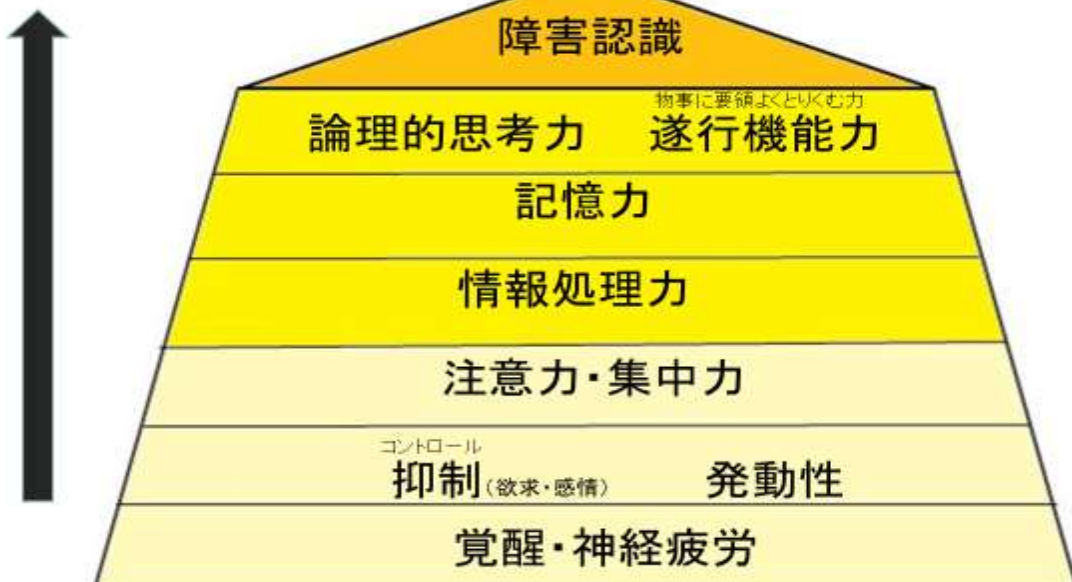 障害認識
物事に要領よくとりくむ力
論理的思考力 遂行機能力
記憶力
情報処理力
注意力・集中力
コントロール
抑制(欲求・感情) 発動性
覚醒・神経疲労